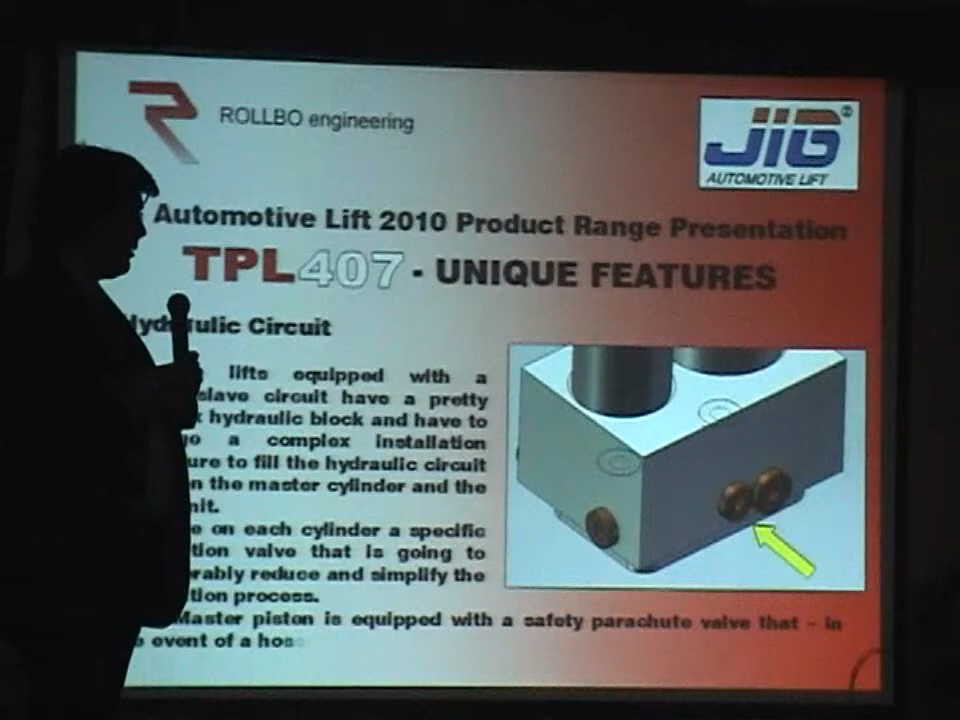 ROLLBO engineering
JIG®
AUTOMOTIVE LIFT
Automotive Lift 2010 Product Range Presentation
TPL407 - UNIQUE FEATURES
Circuit
lifts equipped with a
slave circuit have a pretty
hydraulic block and have to
a complex installation
to fill the hydraulic circuit
the master cylinder and the
on each cylinder a specific
valve that is going to
reduce and simplify the
process.
Master piston is equipped with a safety parachute valve that – in
event of a